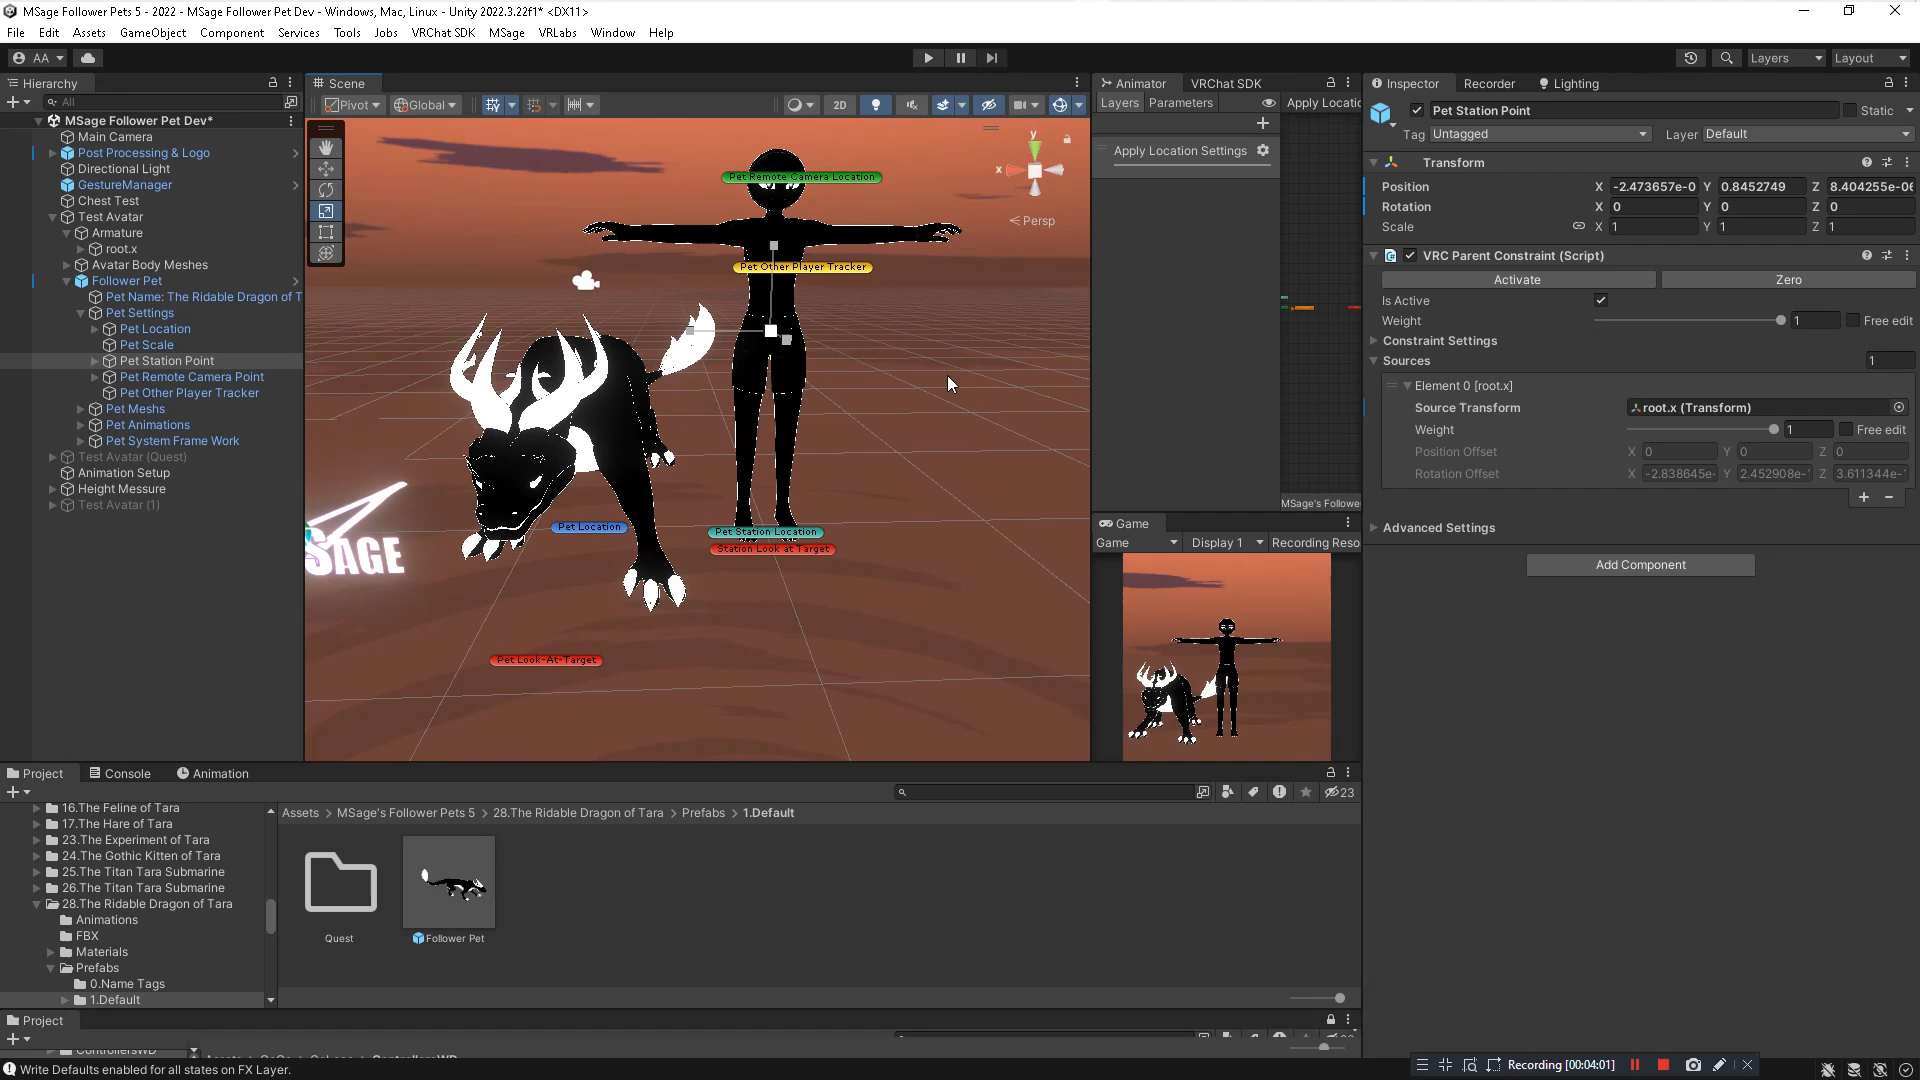 MSage Follower Pets 5 - 2022 - MSage Follower Pet Dev - Windows, Mac, Linux - Unity 2022.3.22f1* <DX11>
File Edit Assets GameObject Component Services Tools Jobs VRChat SDK MSage VRLabs Window Help
AA
Layers
Layout
Hierarchy
All
MSage Follower Pet Dev*
Main Camera
Post Processing & Logo
Directional Light
GestureManager
Chest Test
Test Avatar
Armature
root.x
Avatar Body Meshes
Follower Pet
Pet Name: The Ridable Dragon of T
Pet Settings
Pet Location
Pet Scale
Pet Station Point
Pet Remote Camera Point
Pet Other Player Tracker
Pet Meshs
Pet Animations
Pet System Frame Work
Test Avatar (Quest)
Animation Setup
Height Messure
Test Avatar (1)
Scene
Pivot
Global
2D
y
x
Persp
Pet Remote Camera Location
Pet Other Player Tracker
Pet Location
Pet Station Location
Station Look at Target
Pet Look-At-Target
SAGE
Animator
VRChat SDK
Layers Parameters
Apply Locatio
Apply Location Settings
MSage's Followe
Game
Game
Display 1
Recording Reso
Inspector
Recorder
Lighting
Pet Station Point
Static
Tag Untagged
Layer Default
Transform
Position X -2.473657e-0 Y 0.8452749 Z 8.404255e-06
Rotation X 0 Y 0 Z 0
Scale X 1 Y 1 Z 1
VRC Parent Constraint (Script)
Activate
Zero
Is Active
Weight 1 Free edit
Constraint Settings
Sources 1
Element 0 [root.x]
Source Transform root.x (Transform)
Weight 1 Free edit
Position Offset X 0 Y 0 Z 0
Rotation Offset X -2.838645e- Y 2.452908e- Z 3.611344e-
Advanced Settings
Add Component
Project
Console
Animation
23
16.The Feline of Tara
17.The Hare of Tara
23.The Experiment of Tara
24.The Gothic Kitten of Tara
25.The Titan Tara Submarine
26.The Titan Tara Submarine
28.The Ridable Dragon of Tara
Animations
FBX
Materials
Prefabs
0.Name Tags
1.Default
Assets > MSage's Follower Pets 5 > 28.The Ridable Dragon of Tara > Prefabs > 1.Default
Quest
Follower Pet
Project
Write Defaults enabled for all states on FX Layer.
Recording [00:04:01]